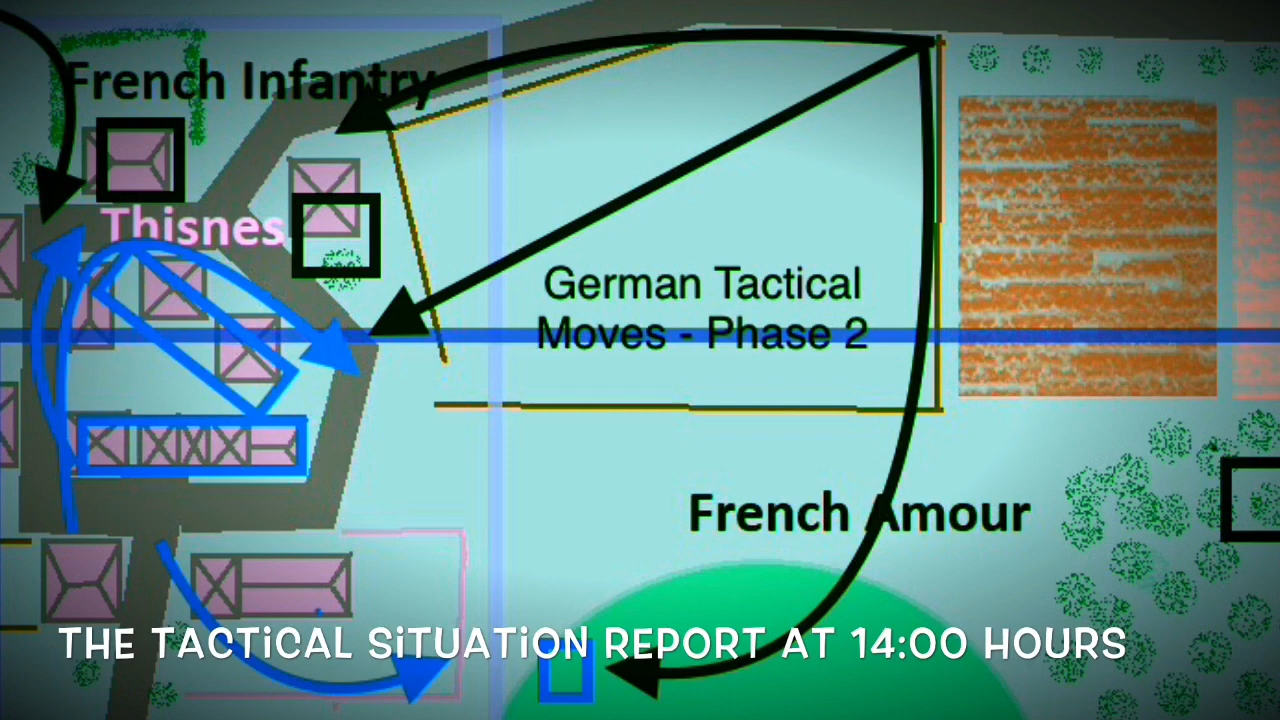 French Infantry
Thisnes
German Tactical
Moves - Phase 2
French Amour
THE TACTiCAL SiTUATiON REPORT AT 14:00 HOURS